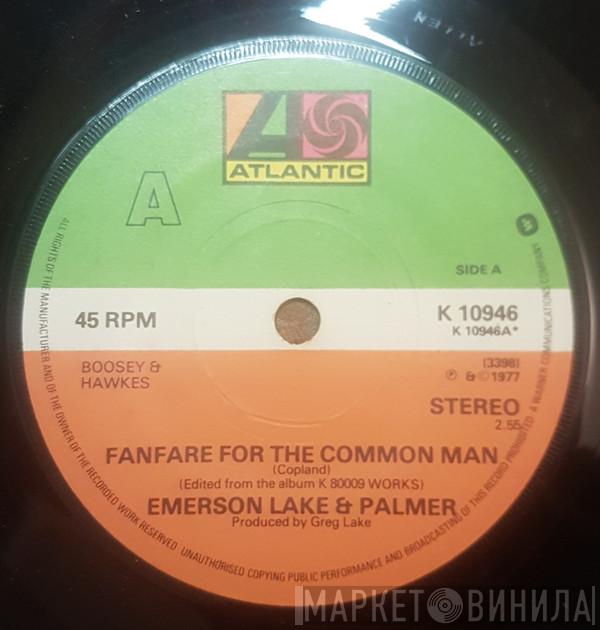 ALLEN
ATLANTIC
A
SIDE A
45 RPM
K 10946
K 10946A*
BOOSEY &
HAWKES
(3398)
℗ & © 1977
STEREO
2.55
FANFARE FOR THE COMMON MAN
(Copland)
(Edited from the album K 80009 WORKS)
EMERSON LAKE & PALMER
Produced by Greg Lake
ALL RIGHTS OF THE MANUFACTURER AND OF THE OWNER OF THE RECORDED WORK RESERVED UNAUTHORISED COPYING PUBLIC PERFORMANCE AND BROADCASTING OF THIS RECORD PROHIBITED A WARNER COMMUNICATIONS COMPANY
МАРКЕТ ВИНИЛА